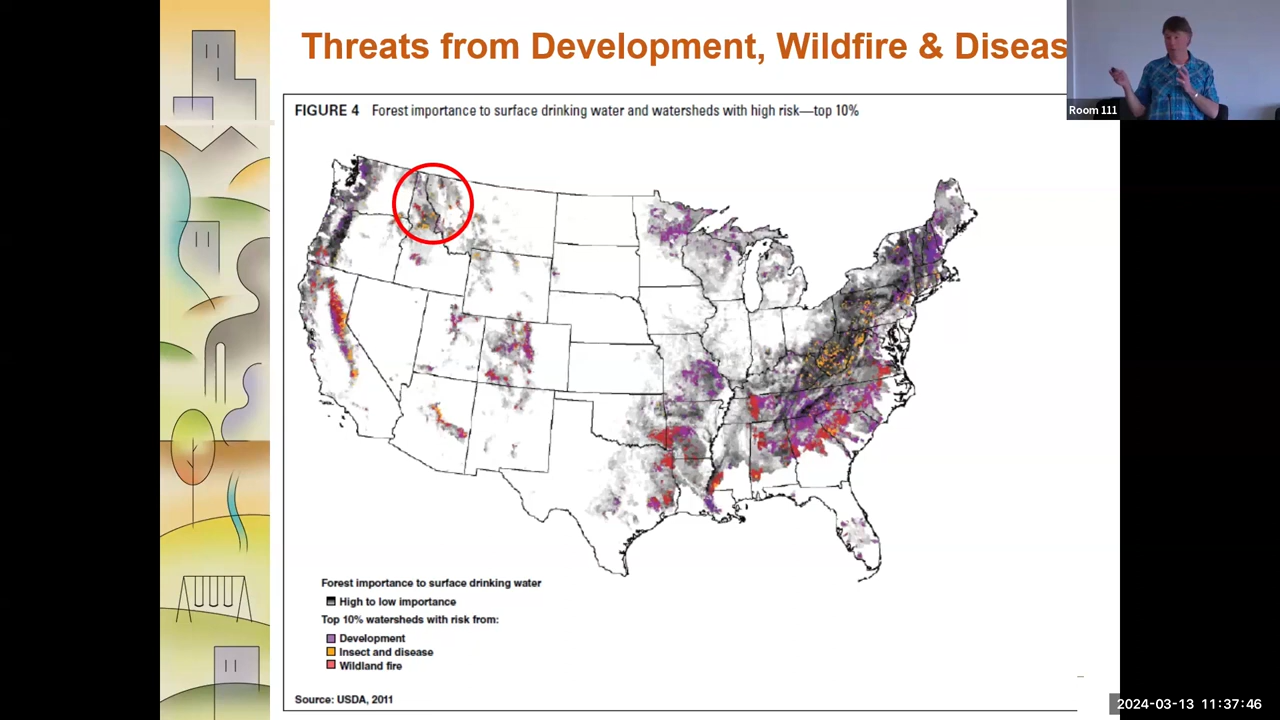 Threats from Development, Wildfire & Diseas
Room 111
FIGURE 4 Forest importance to surface drinking water and watersheds with high risk—top 10%
Forest importance to surface drinking water
High to low importance
Top 10% watersheds with risk from:
Development
Insect and disease
Wildland fire
Source: USDA, 2011
2024-03-13 11:37:46